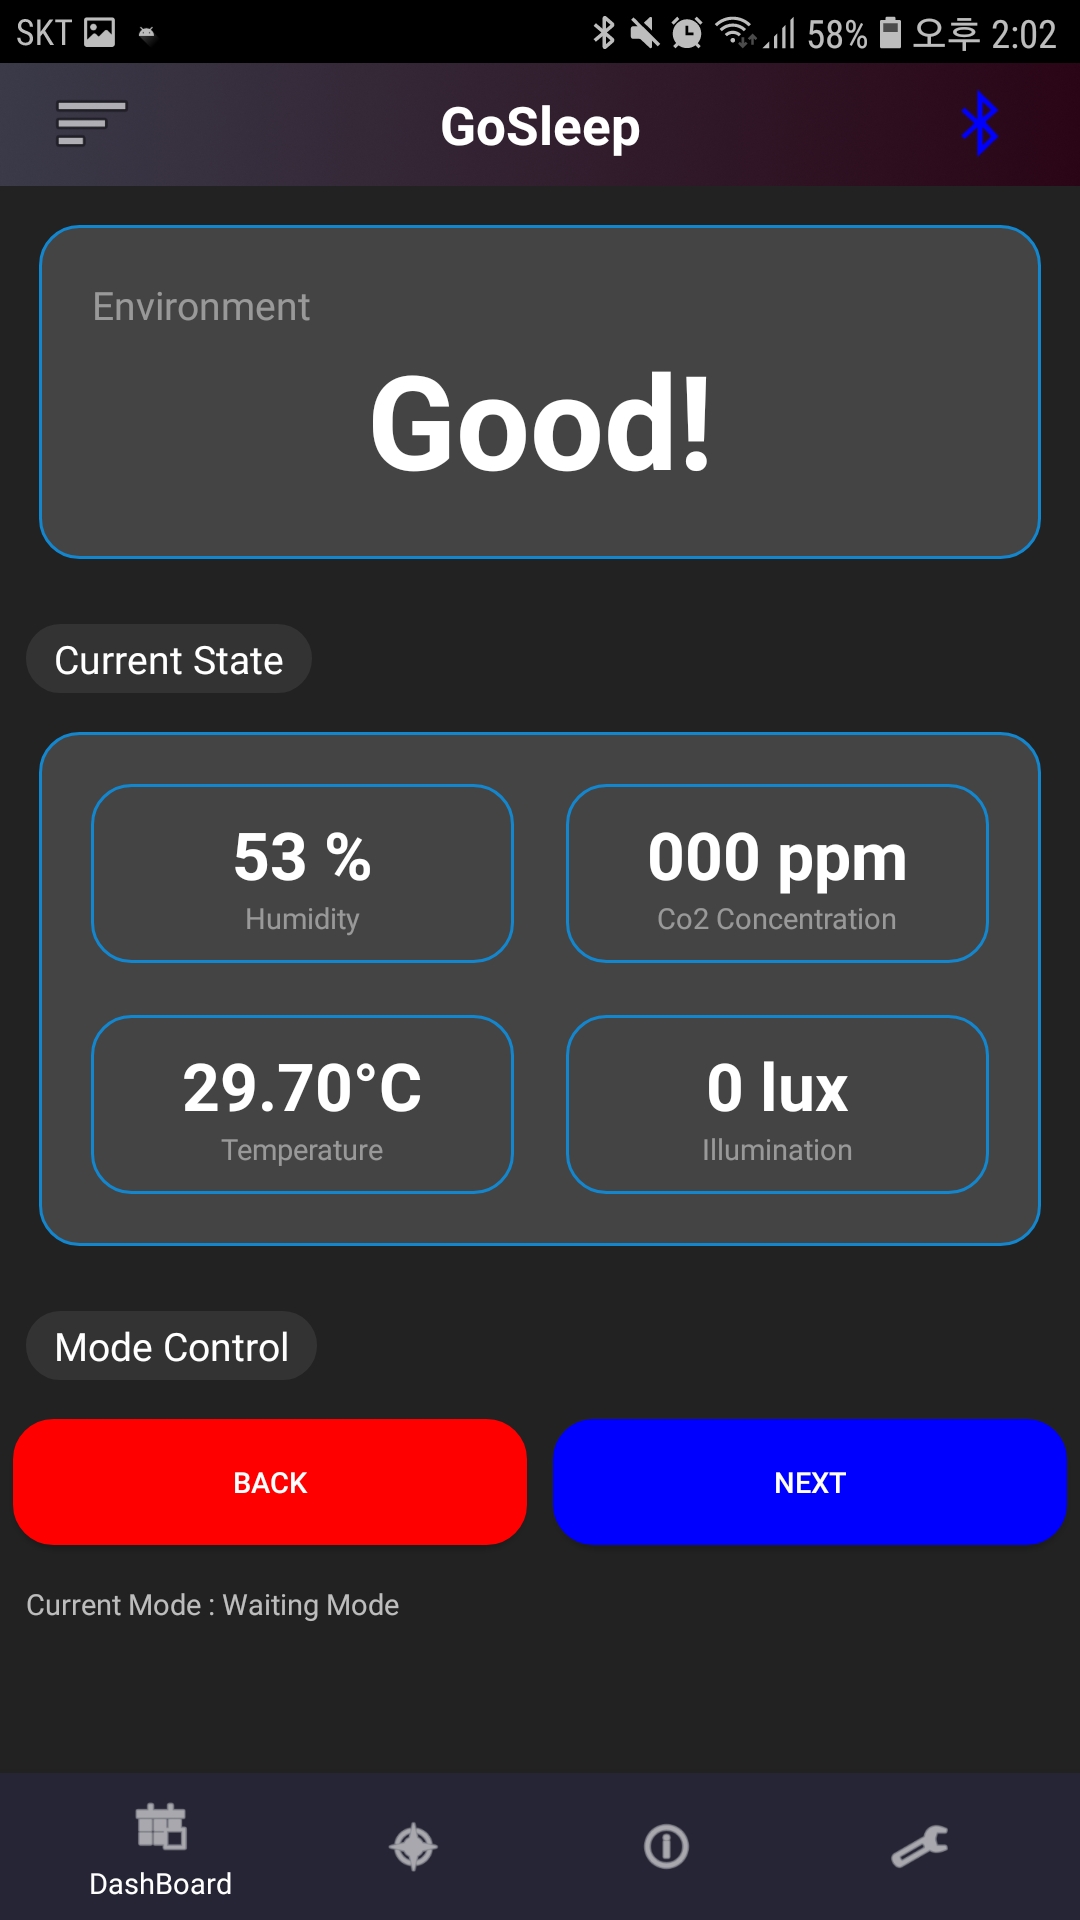 SKT 58% 오후 2:02
GoSleep
Environment
Good!
Current State
53 % 000 ppm
Humidity Co2 Concentration
29.70°C 0 lux
Temperature Illumination
Mode Control
BACK NEXT
Current Mode : Waiting Mode
DashBoard